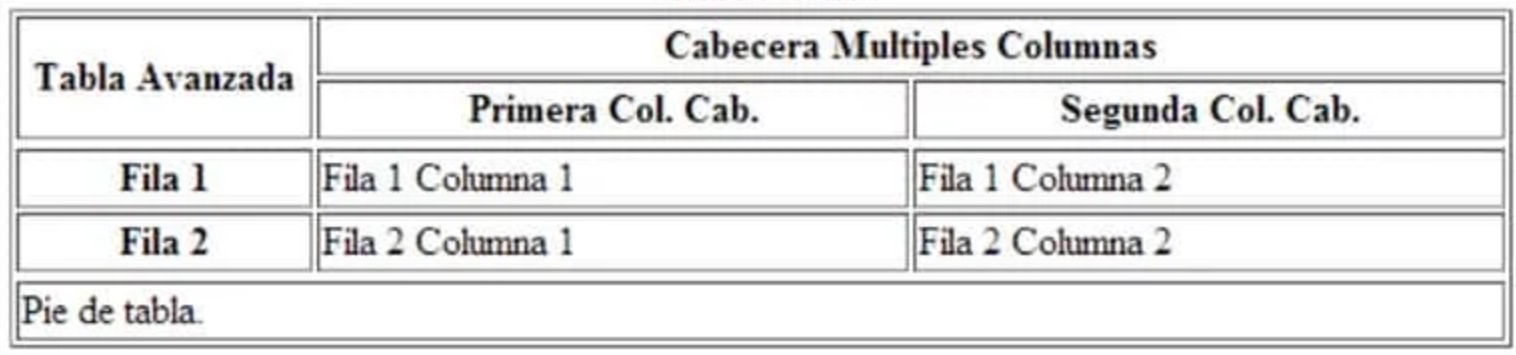 Cabecera Multiples Columnas
Tabla Avanzada
Primera Col. Cab. Segunda Col. Cab.
Fila 1 Fila 1 Columna 1 Fila 1 Columna 2
Fila 2 Fila 2 Columna 1 Fila 2 Columna 2
Pie de tabla.